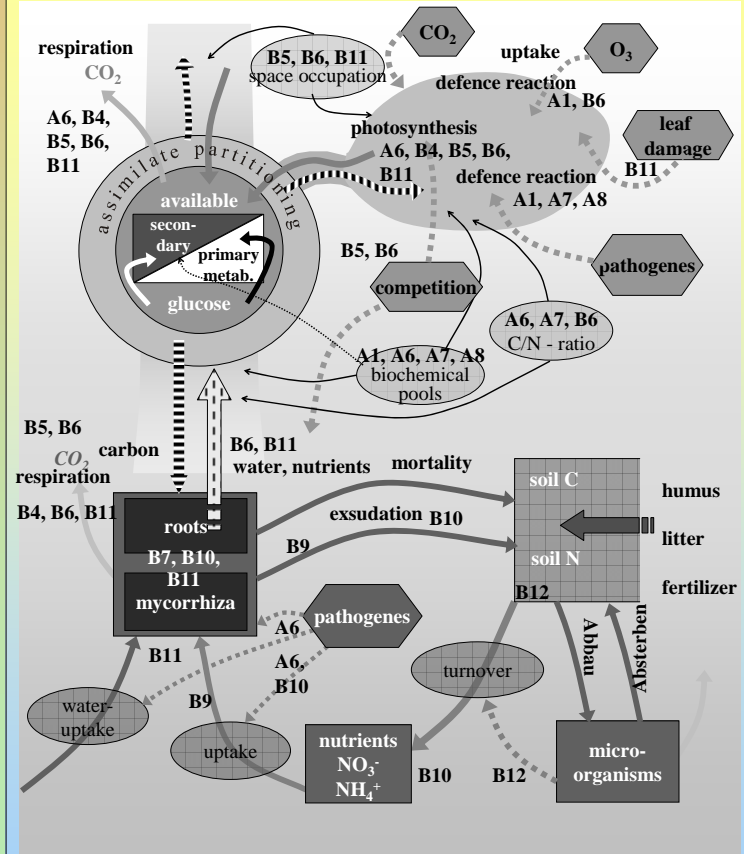 respiration
CO2
A6, B4,
B5, B6,
B11
B5, B6, B11
space occupation
CO2
uptake
O3
defence reaction
A1, B6
leaf
damage
B11
photosynthesis
A6, B4, B5, B6,
B11
defence reaction
A1, A7, A8
pathogenes
assimilate partitioning
available
secon-
dary
primary
metab.
glucose
B5, B6
competition
A6, A7, B6
C/N - ratio
A1, A6, A7, A8
biochemical
pools
B5, B6
CO2
respiration
B4, B6, B11
carbon
B6, B11
water, nutrients
mortality
exsudation B10
B9
roots
B7, B10,
B11
mycorrhiza
soil C
soil N
B12
humus
litter
fertilizer
pathogenes
A6
A6,
B10
B11
B9
water-
uptake
uptake
turnover
Abbau
Absterben
nutrients
NO3-
NH4+
B10
B12
micro-
organisms